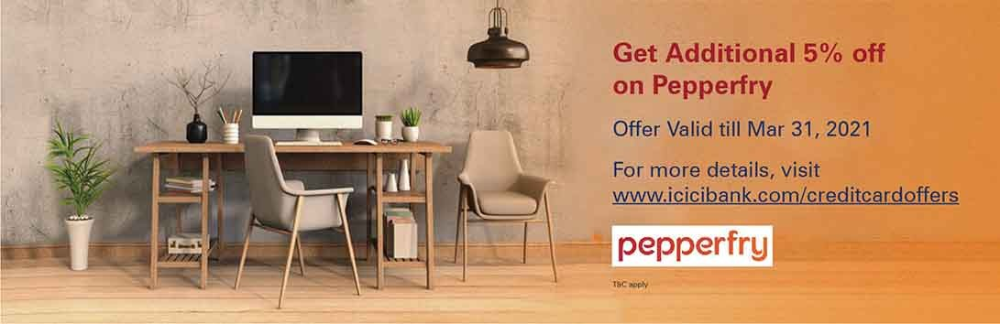 Get Additional 5% off
on Pepperfry
Offer Valid till Mar 31, 2021
For more details, visit
www.icicibank.com/creditcardoffers
pepperfry
T&C apply